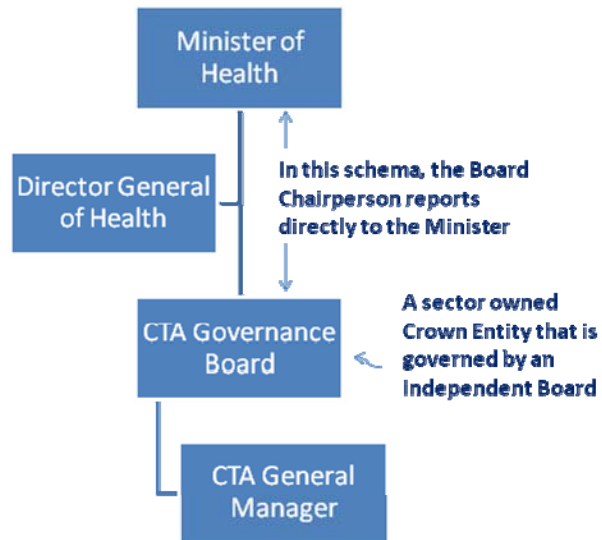 Minister of
Health
In this schema, the Board
Chairperson reports
directly to the Minister
Director General
of Health
A sector owned
Crown Entity that is
governed by an
Independent Board
CTA Governance
Board
CTA General
Manager